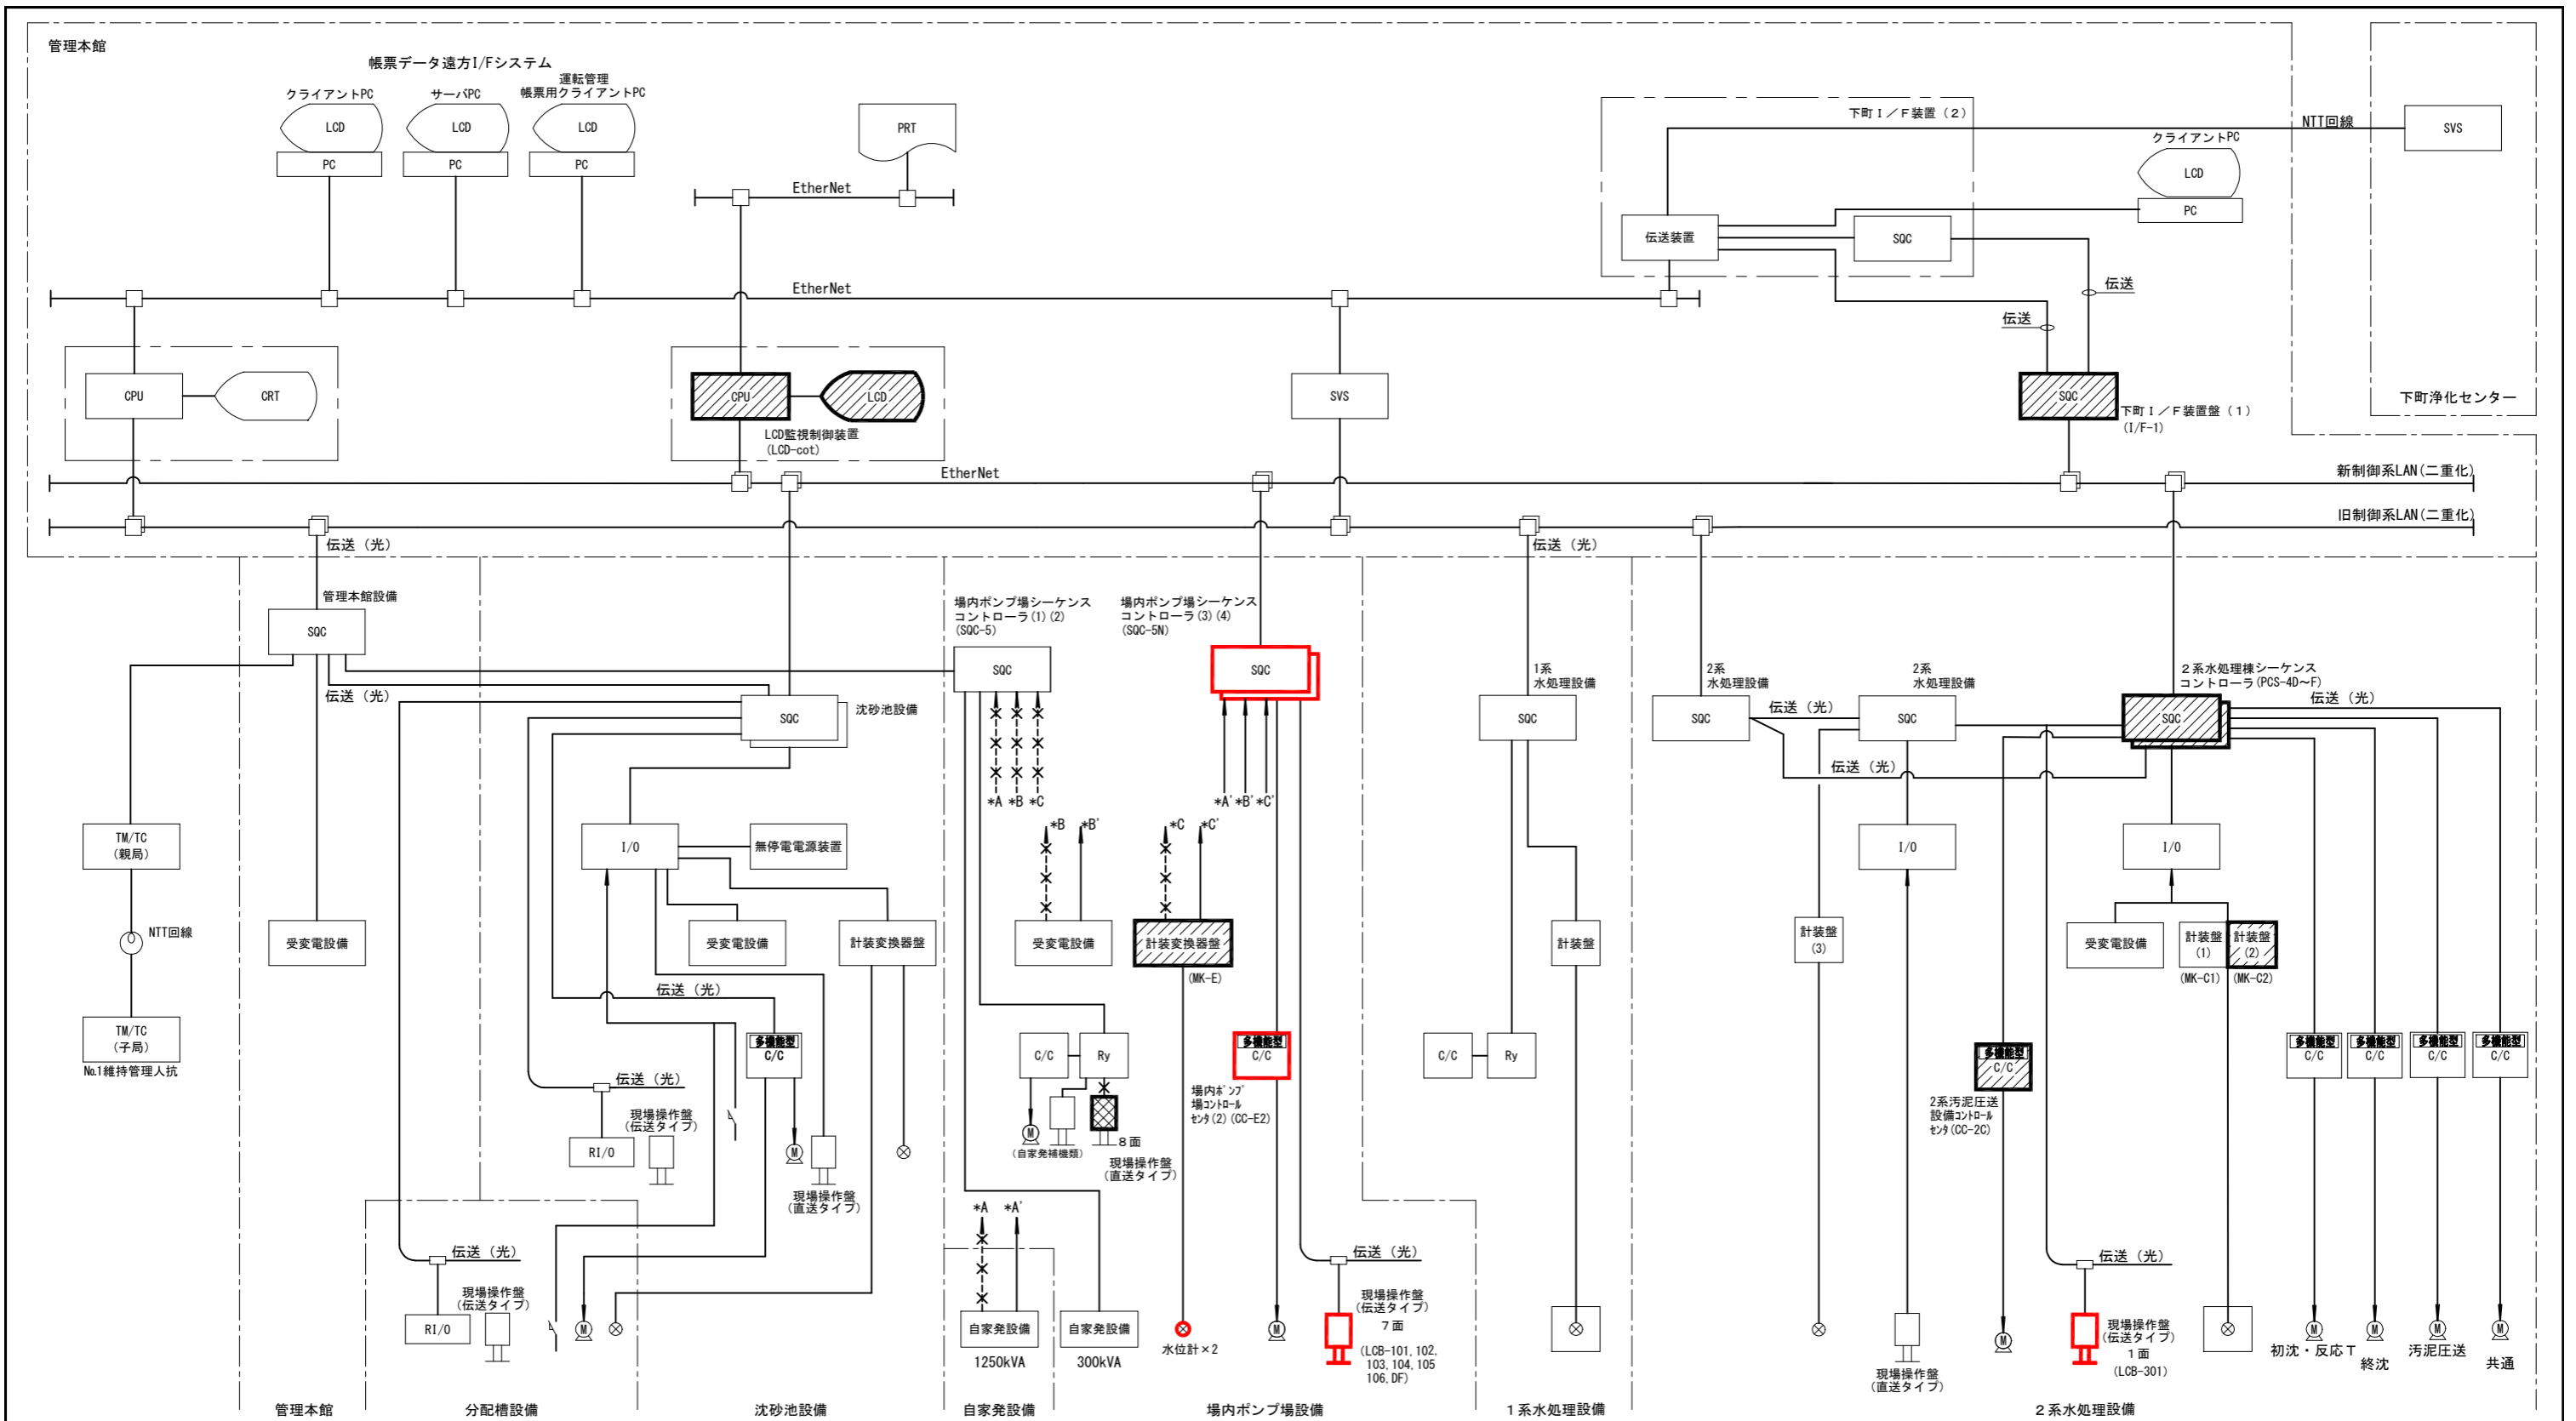 管理本館
帳票データ遠方I/Fシステム
クライアントPC
サーバPC
運転管理
帳票用クライアントPC
LCD
PC
LCD
PC
LCD
PC
PRT
EtherNet
下町I/F装置(2)
NTT回線
SVS
クライアントPC
LCD
PC
伝送装置
SQC
EtherNet
伝送
伝送
CPU
CRT
CPU
LCD
LCD監視制御装置
(LCD-cot)
SVS
SQC
下町I/F装置盤(1)
(I/F-1)
下町浄化センター
EtherNet
新制御系LAN(二重化)
旧制御系LAN(二重化)
伝送(光)
伝送(光)
管理本館設備
SQC
場内ポンプ場シーケンス
コントローラ(1)(2)
(SQC-5)
SQC
場内ポンプ場シーケンス
コントローラ(3)(4)
(SQC-5N)
SQC
1系
水処理設備
SQC
2系
水処理設備
SQC
2系
水処理設備
SQC
2系水処理棟シーケンス
コントローラ(PCS-4D~F)
SQC
伝送(光)
伝送(光)
伝送(光)
伝送(光)
SQC
沈砂池設備
*A *B *C
*A' *B' *C'
TM/TC
(親局)
I/O
無停電電源装置
*B
*B'
*C
*C'
I/O
I/O
NTT回線
受変電設備
受変電設備
計装変換器盤
受変電設備
計装変換器盤
(MK-E)
計装盤
計装盤
(3)
受変電設備
計装盤
(1)
(MK-C1)
計装盤
(2)
(MK-C2)
伝送(光)
TM/TC
(子局)
No.1維持管理人抗
多機能型
C/C
C/C
Ry
多機能型
C/C
C/C
Ry
多機能型
C/C
多機能型
C/C
多機能型
C/C
多機能型
C/C
多機能型
C/C
伝送(光)
RI/O
現場操作盤
(伝送タイプ)
M
現場操作盤
(直送タイプ)
M
(自家発補機類)
8面
現場操作盤
(直送タイプ)
場内ポンプ
場コントロール
センタ(2)(CC-E2)
2系汚泥圧送
設備コントロール
センタ(CC-2C)
*A
*A'
伝送(光)
RI/O
現場操作盤
(伝送タイプ)
M
自家発設備
1250kVA
自家発設備
300kVA
水位計×2
M
伝送(光)
現場操作盤
(伝送タイプ)
7面
(LCB-101,102,
103,104,105
106,DF)
現場操作盤
(直送タイプ)
M
伝送(光)
現場操作盤
(伝送タイプ)
1面
(LCB-301)
M
M
M
M
初沈・反応T
終沈
汚泥圧送
共通
管理本館
分配槽設備
沈砂池設備
自家発設備
場内ポンプ場設備
1系水処理設備
2系水処理設備